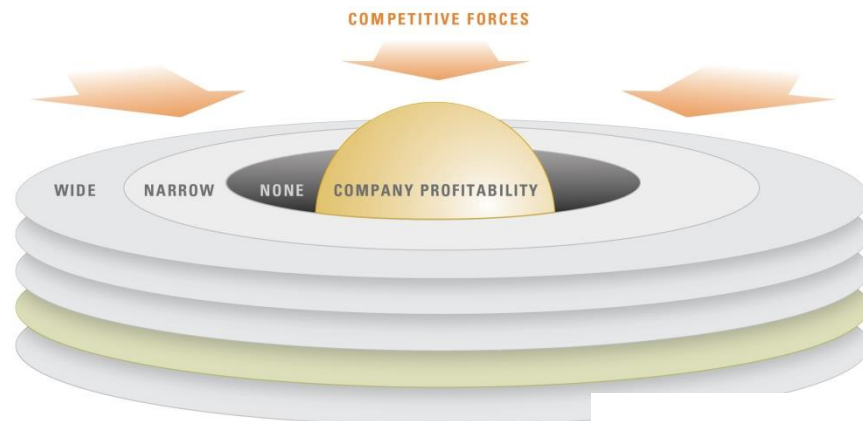 COMPETITIVE FORCES
WIDE NARROW NONE COMPANY PROFITABILITY